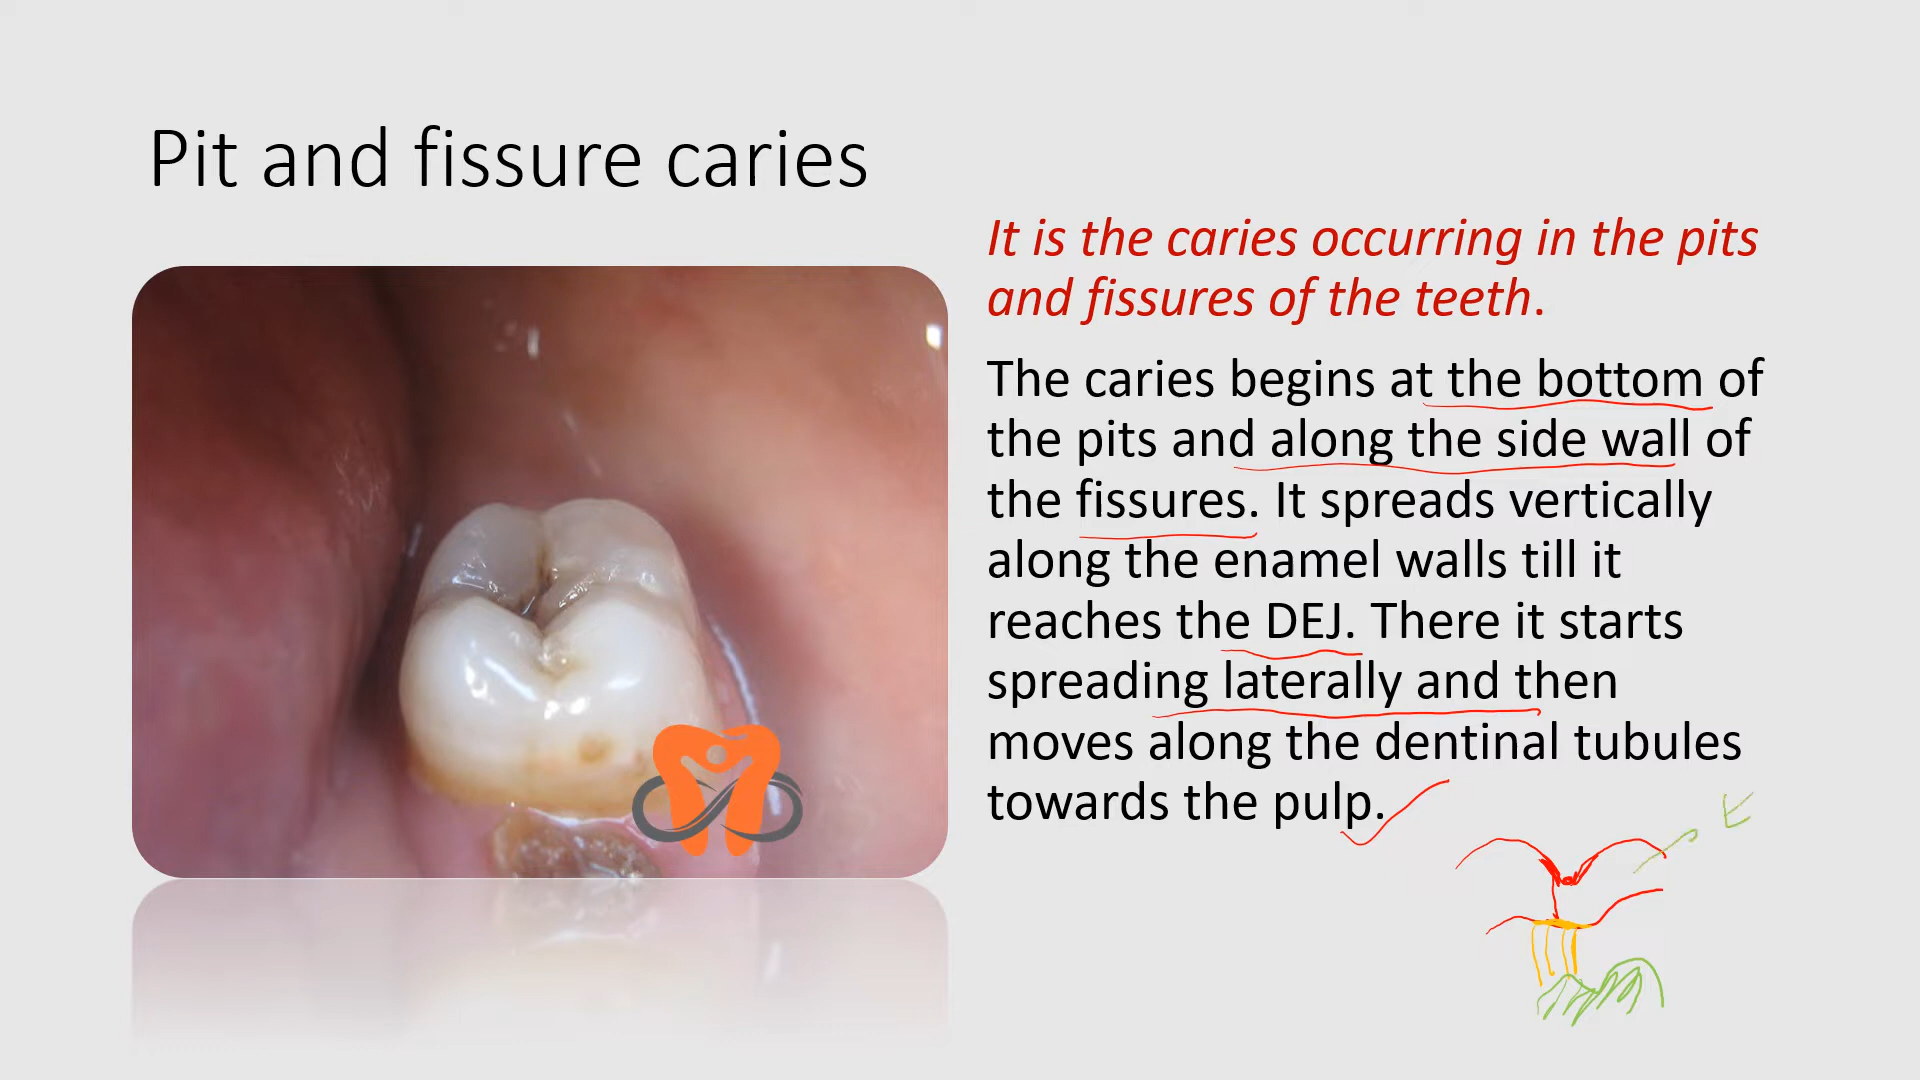 Pit and fissure caries
It is the caries occurring in the pits
and fissures of the teeth.
The caries begins at the bottom of
the pits and along the side wall of
the fissures. It spreads vertically
along the enamel walls till it
reaches the DEJ. There it starts
spreading laterally and then
moves along the dentinal tubules
towards the pulp.